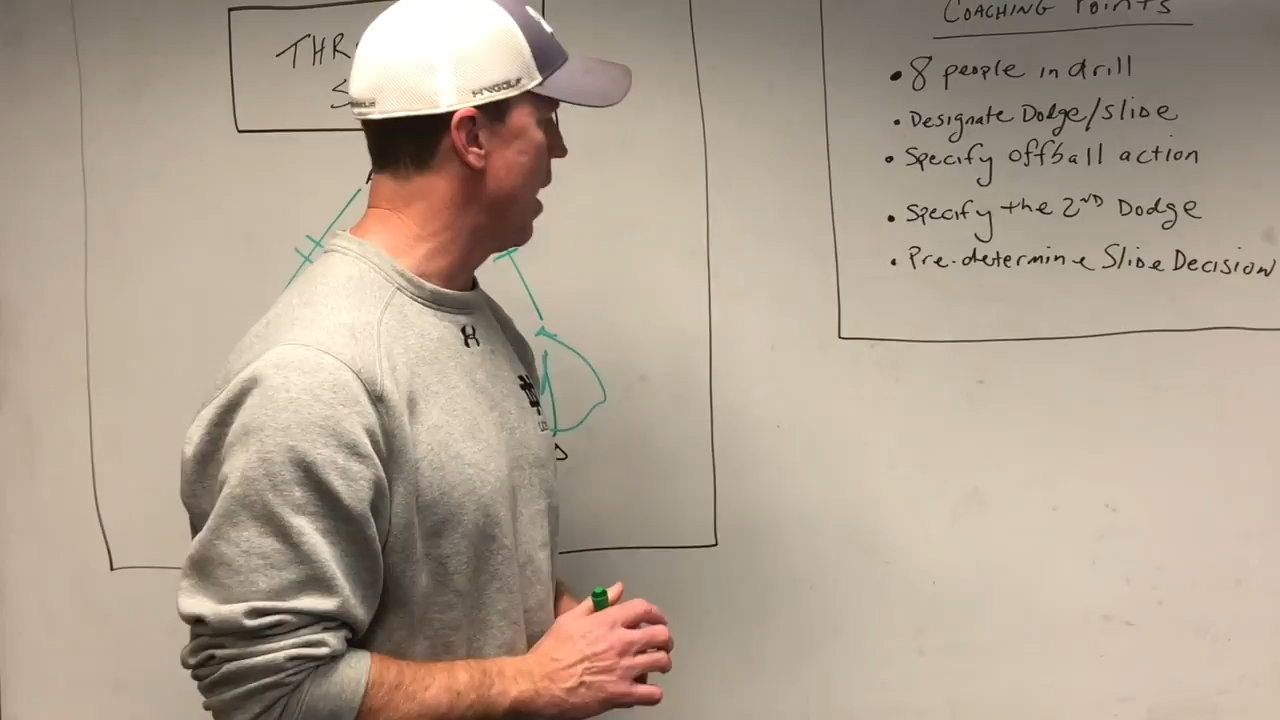 COACHING POINTS
• 8 people in drill
• Designate Dodge/slide
• Specify offball action
• Specify the 2ND Dodge
• Pre-determine Slide Decision
THR
S